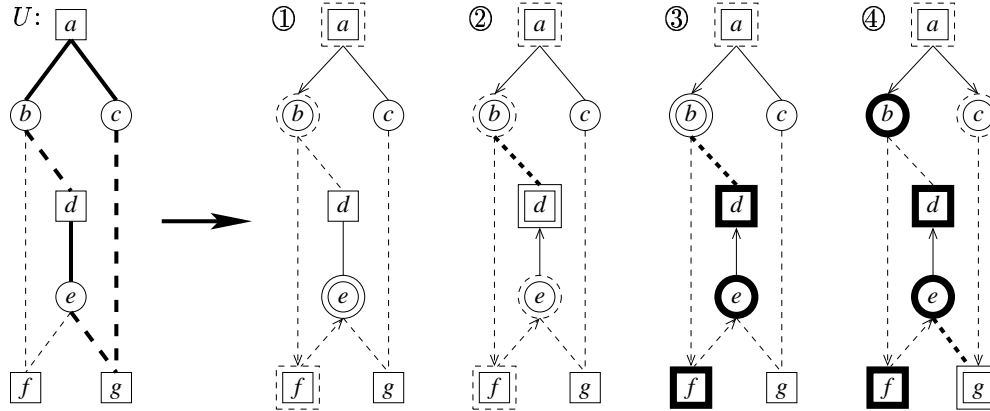 U: a ① a ② a ③ a ④ a
b c b c b c b c b c
d d d d d
e e e e e
f g f g f g f g f g